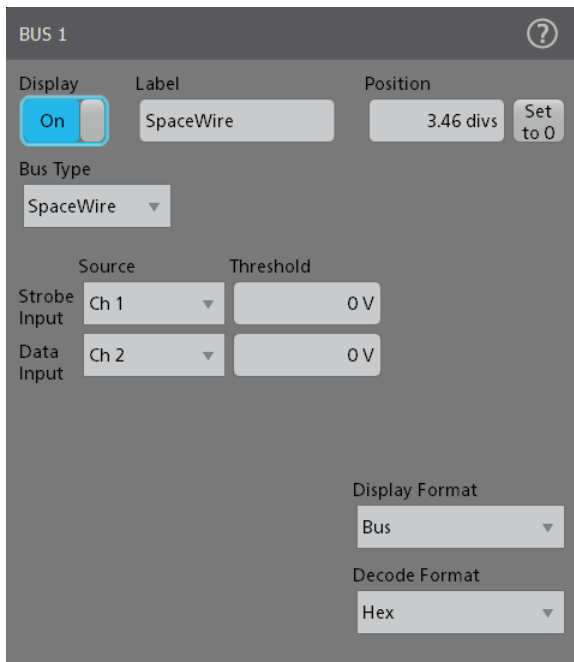 BUS 1 ?
Display Label Position
On SpaceWire 3.46 divs Set
to 0
Bus Type
SpaceWire
Source Threshold
Strobe
Input Ch 1 0 V
Data
Input Ch 2 0 V
Display Format
Bus
Decode Format
Hex